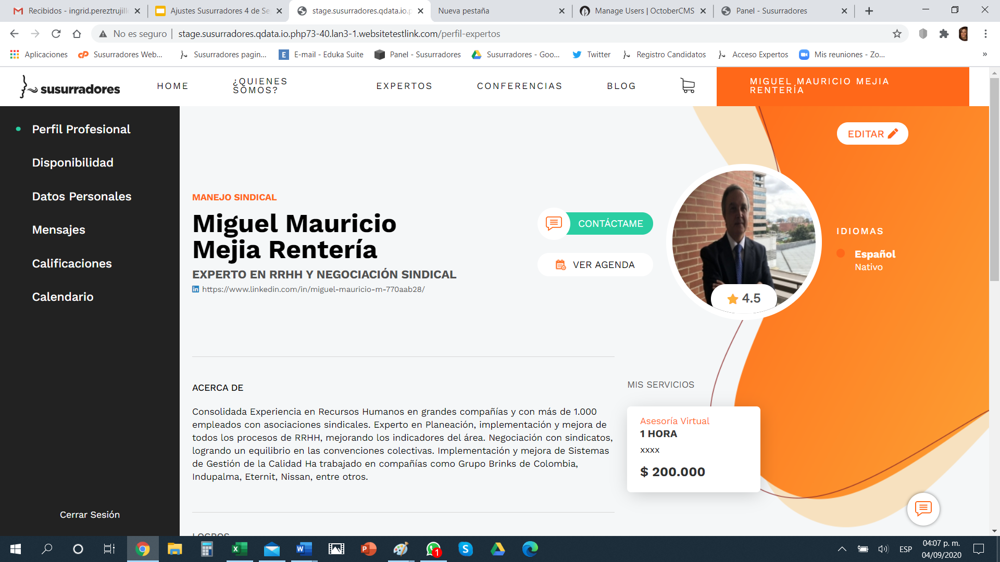 Recibidos - ingrid.pereztrujill
Ajustes Susurradores 4 de Se
stage.susurradores.qdata.io.p
Nueva pestaña
Manage Users | OctoberCMS
Panel - Susurradores
No es seguro
stage.susurradores.qdata.io.php73-40.lan3-1.websitetestlink.com/perfil-expertos
Aplicaciones
Susurradores Web...
Susurradores pagin...
E-mail - Eduka Suite
Panel - Susurradores
Susurradores - Goo...
Twitter
Registro Candidatos
Acceso Expertos
Mis reuniones - Zo...
»
susurradores
HOME
¿QUIENES
SOMOS?
EXPERTOS
CONFERENCIAS
BLOG
MIGUEL MAURICIO MEJIA
RENTERÍA
Perfil Profesional
Disponibilidad
Datos Personales
Mensajes
Calificaciones
Calendario
Cerrar Sesión
EDITAR
MANEJO SINDICAL
Miguel Mauricio
Mejia Rentería
EXPERTO EN RRHH Y NEGOCIACIÓN SINDICAL
https://www.linkedin.com/in/miguel-mauricio-m-770aab28/
CONTÁCTAME
VER AGENDA
4.5
IDIOMAS
Español
Nativo
ACERCA DE
Consolidada Experiencia en Recursos Humanos en grandes compañías y con más de 1.000
empleados con asociaciones sindicales. Experto en Planeación, implementación y mejora de
todos los procesos de RRHH, mejorando los indicadores del área. Negociación con sindicatos,
logrando un equilibrio en las convenciones colectivas. Implementación y mejora de Sistemas
de Gestión de la Calidad Ha trabajado en compañías como Grupo Brinks de Colombia,
Indupalma, Eternit, Nissan, entre otros.
MIS SERVICIOS
Asesoría Virtual
1 HORA
xxxx
$ 200.000
LOGROS
1
ESP
04:07 p. m.
04/09/2020